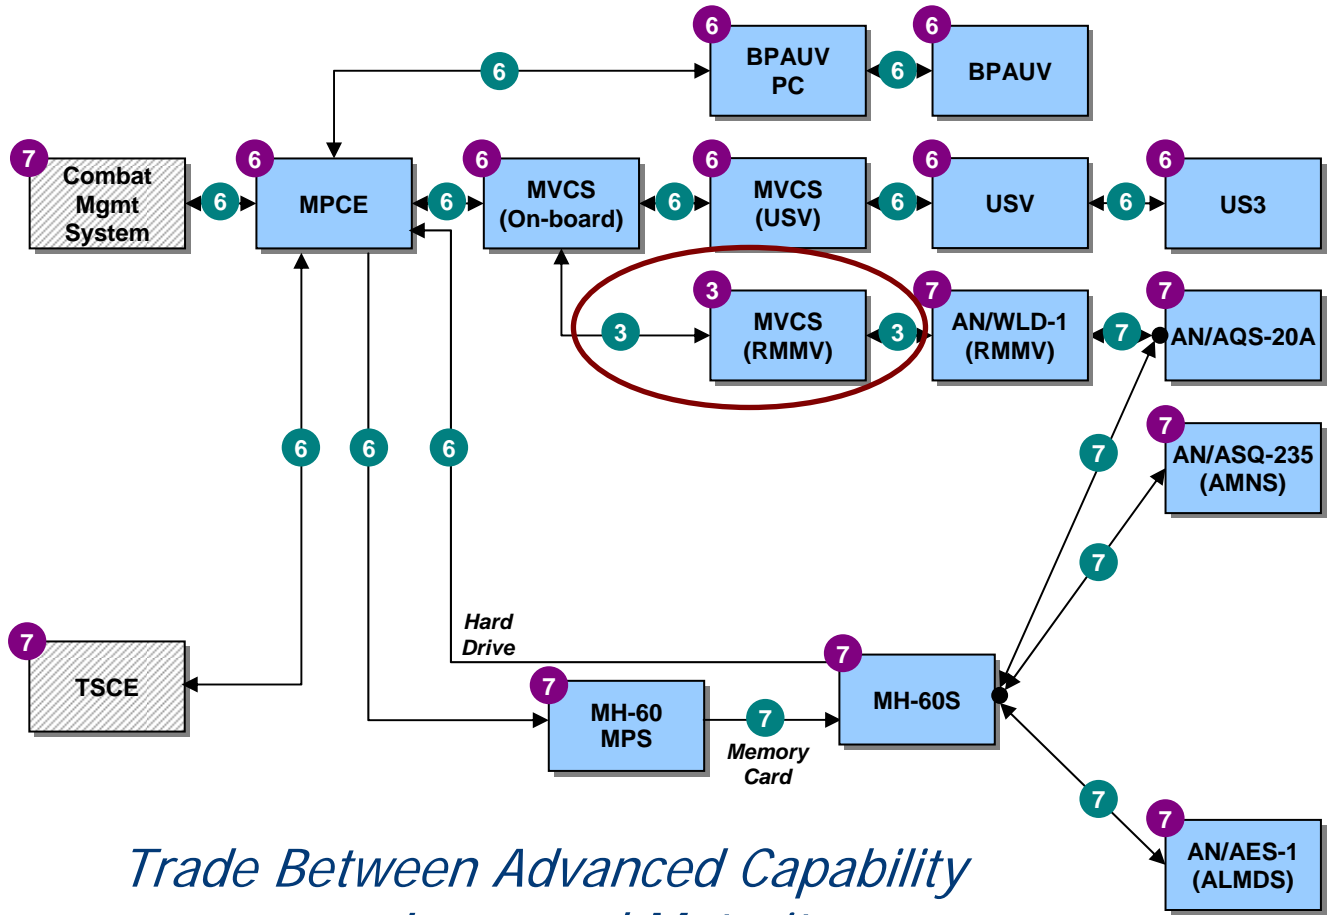 6
6
BPAUV
PC
6
6
BPAUV
7
Combat
Mgmt
System
6
6
MPCE
6
6
MVCS
(On-board)
6
6
MVCS
(USV)
6
6
USV
6
6
US3
3
3
MVCS
(RMMV)
3
7
AN/WLD-1
(RMMV)
7
7
AN/AQS-20A
6
6
6
7
7
AN/ASQ-235
(AMNS)
7
7
TSCE
Hard
Drive
7
MH-60
MPS
7
Memory
Card
7
MH-60S
7
7
AN/AES-1
(ALMDS)
Trade Between Advanced Capability